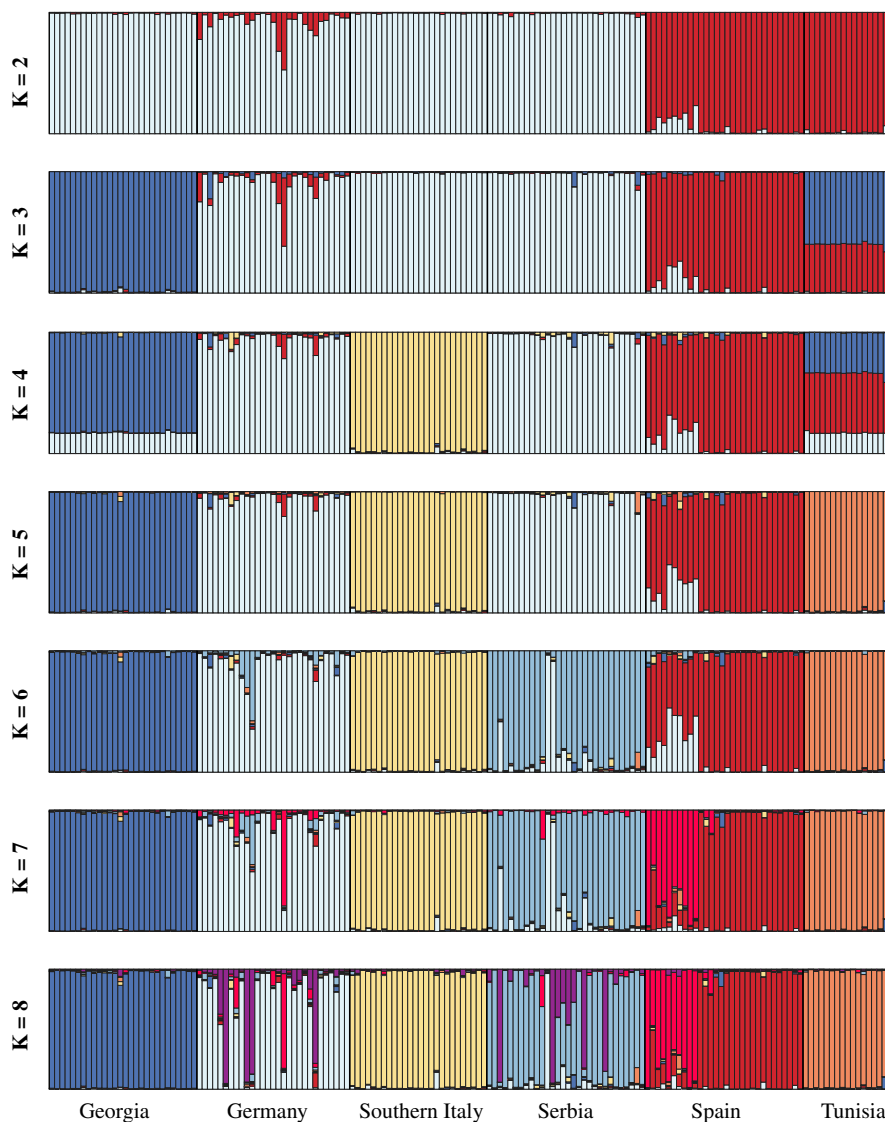 K = 2
K = 3
K = 4
K = 5
K = 6
K = 7
K = 8
Georgia Germany Southern Italy Serbia Spain Tunisia